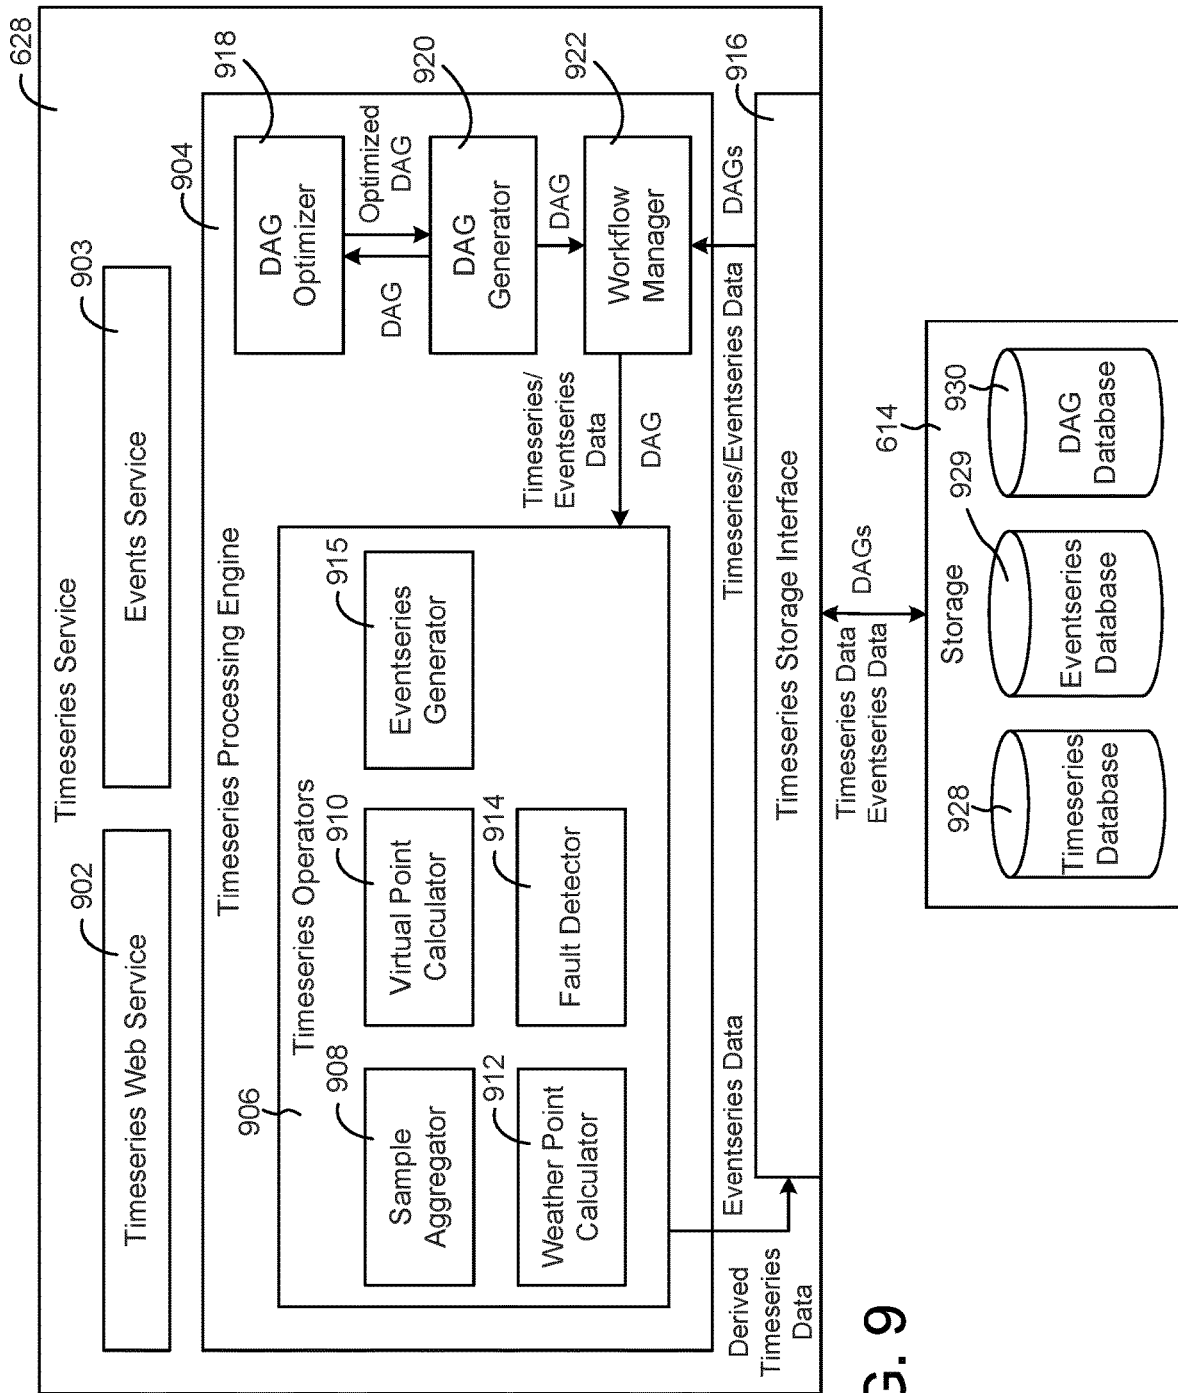 628
Timeseries Service
902
Timeseries Web Service
903
Events Service
904
Timeseries Processing Engine
906
Timeseries Operators
908
Sample
Aggregator
910
Virtual Point
Calculator
915
Eventseries
Generator
912
Weather Point
Calculator
914
Fault Detector
918
DAG
Optimizer
DAG
Optimized
DAG
920
DAG
Generator
DAG
922
Workflow
Manager
Timeseries/
Eventseries
Data
DAG
Derived
Timeseries
Data
Eventseries Data
Timeseries/Eventseries Data
DAGs
916
Timeseries Storage Interface
Timeseries Data
Eventseries Data
DAGs
614
Storage
928
Timeseries
Database
929
Eventseries
Database
930
DAG
Database
G. 9